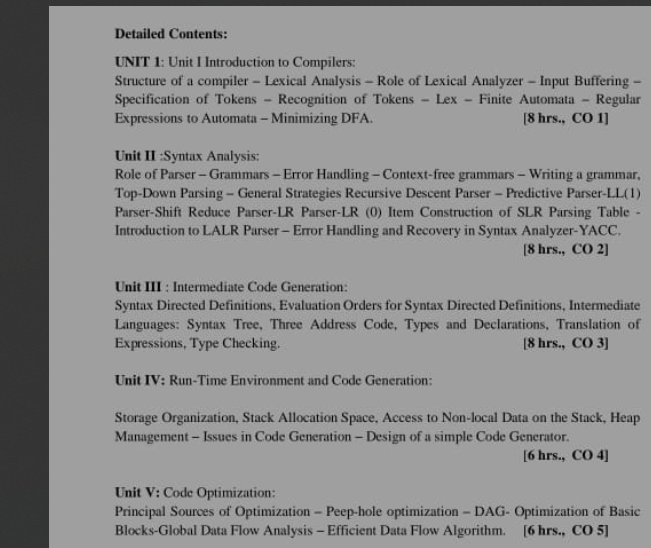 Detailed Contents:
UNIT 1: Unit I Introduction to Compilers:
Structure of a compiler – Lexical Analysis – Role of Lexical Analyzer – Input Buffering –
Specification of Tokens – Recognition of Tokens – Lex – Finite Automata – Regular
Expressions to Automata – Minimizing DFA. [8 hrs., CO 1]
Unit II :Syntax Analysis:
Role of Parser – Grammars – Error Handling – Context-free grammars – Writing a grammar,
Top-Down Parsing – General Strategies Recursive Descent Parser – Predictive Parser-LL(1)
Parser-Shift Reduce Parser-LR Parser-LR (0) Item Construction of SLR Parsing Table -
Introduction to LALR Parser – Error Handling and Recovery in Syntax Analyzer-YACC.
[8 hrs., CO 2]
Unit III : Intermediate Code Generation:
Syntax Directed Definitions, Evaluation Orders for Syntax Directed Definitions, Intermediate
Languages: Syntax Tree, Three Address Code, Types and Declarations, Translation of
Expressions, Type Checking. [8 hrs., CO 3]
Unit IV: Run-Time Environment and Code Generation:
Storage Organization, Stack Allocation Space, Access to Non-local Data on the Stack, Heap
Management – Issues in Code Generation – Design of a simple Code Generator.
[6 hrs., CO 4]
Unit V: Code Optimization:
Principal Sources of Optimization – Peep-hole optimization – DAG- Optimization of Basic
Blocks-Global Data Flow Analysis – Efficient Data Flow Algorithm. [6 hrs., CO 5]